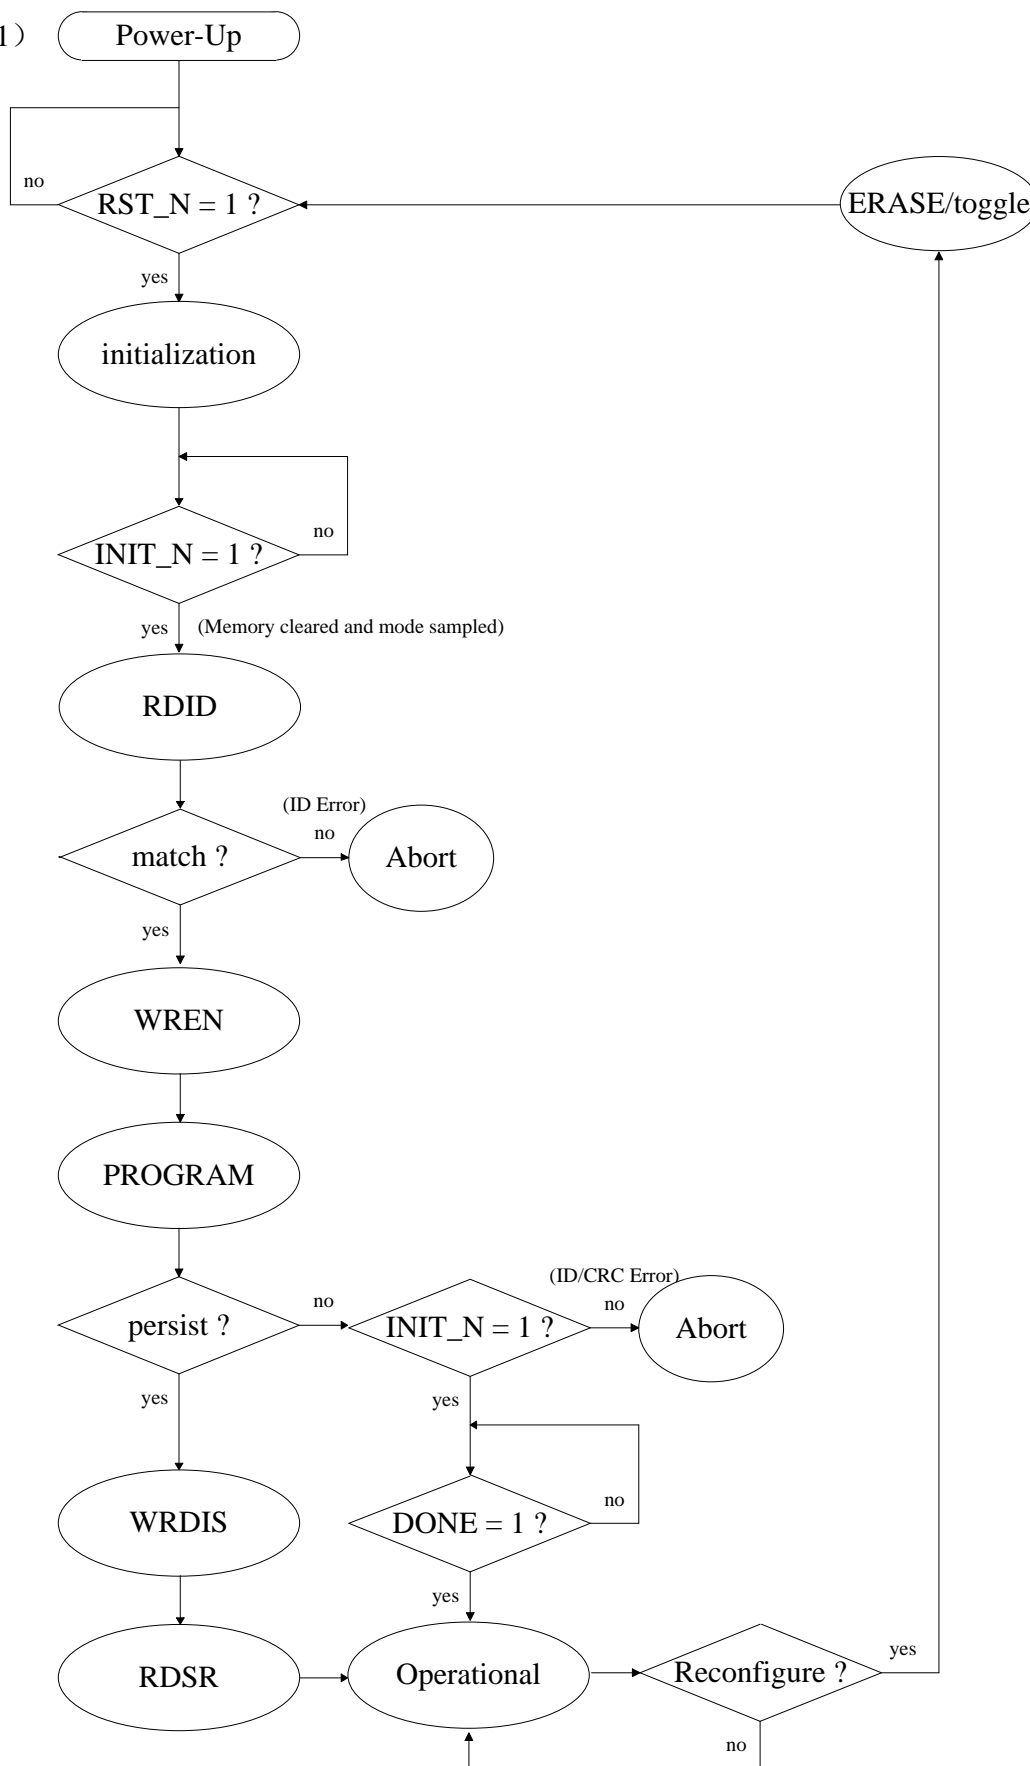 1） Power-Up
no
RST_N = 1 ?
ERASE/toggle
yes
initialization
no
INIT_N = 1 ?
yes (Memory cleared and mode sampled)
RDID
(ID Error)
no
match ?
Abort
yes
WREN
PROGRAM
(ID/CRC Error)
persist ?
no
INIT_N = 1 ?
no
Abort
yes
yes
WRDIS
DONE = 1 ?
no
yes
RDSR
Operational
Reconfigure ?
yes
no